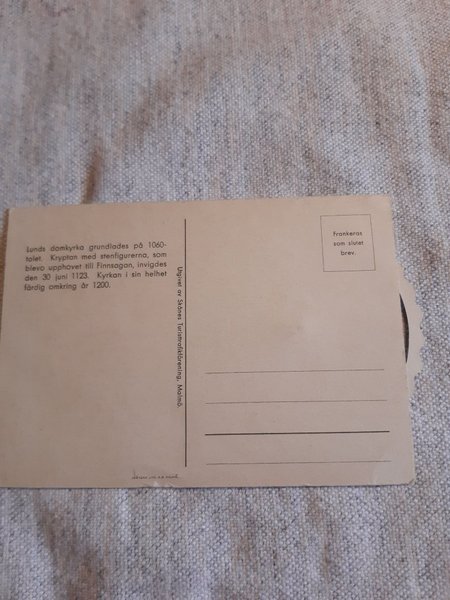 Lunds domkyrka grundlades på 1060-
talet. Kryptan med stenfigurerna, som
blevo upphovet till Finnsagan, invigdes
den 30 juni 1123. Kyrkan i sin helhet
färdig omkring år 1200.
Utgivet av Skånes Turisttrafikförening, Malmö
Frankeras
som slutet
brev.